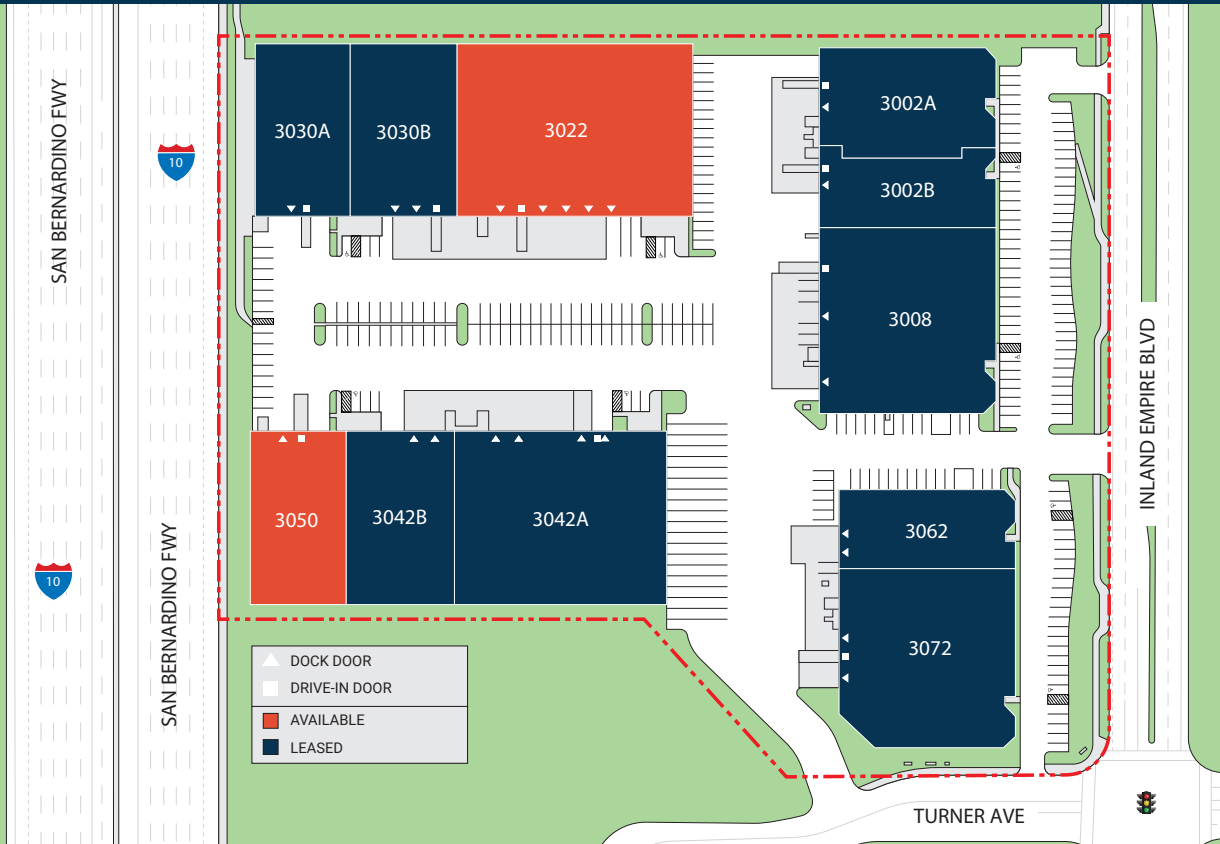 SAN BERNARDINO FWY
10
3030A
3030B
3022
3002A
3002B
3008
INLAND EMPIRE BLVD
3050
3042B
3042A
3062
3072
10
SAN BERNARDINO FWY
DOCK DOOR
DRIVE-IN DOOR
AVAILABLE
LEASED
TURNER AVE